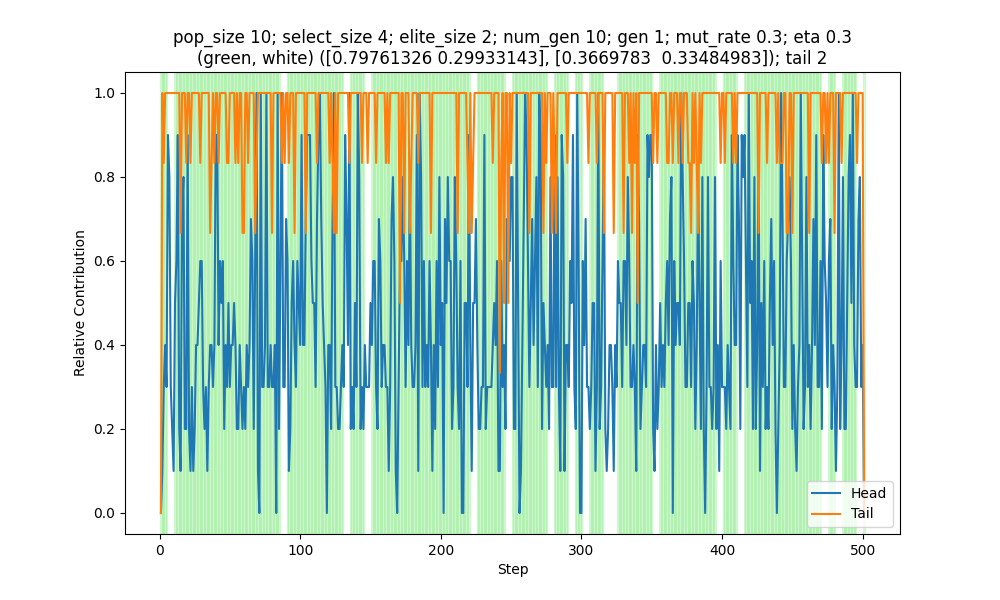 pop_size 10; select_size 4; elite_size 2; num_gen 10; gen 1; mut_rate 0.3; eta 0.3
(green, white) ([0.79761326 0.29933143], [0.3669783  0.33484983]); tail 2
Relative Contribution
1.0
0.8
0.6
0.4
0.2
0.0
Head
Tail
0 100 200 300 400 500
Step